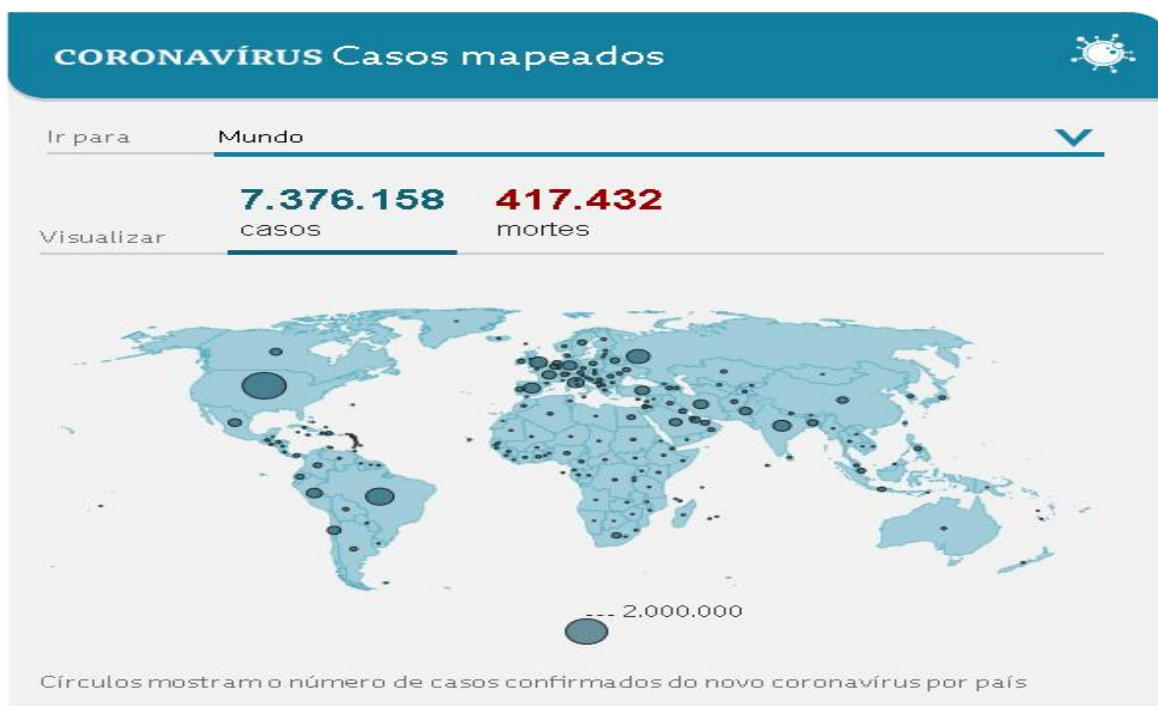 CORONAVÍRUS Casos mapeados
Ir para Mundo
7.376.158 417.432
Visualizar casos mortes
--- 2.000.000
Círculos mostram o número de casos confirmados do novo coronavírus por país